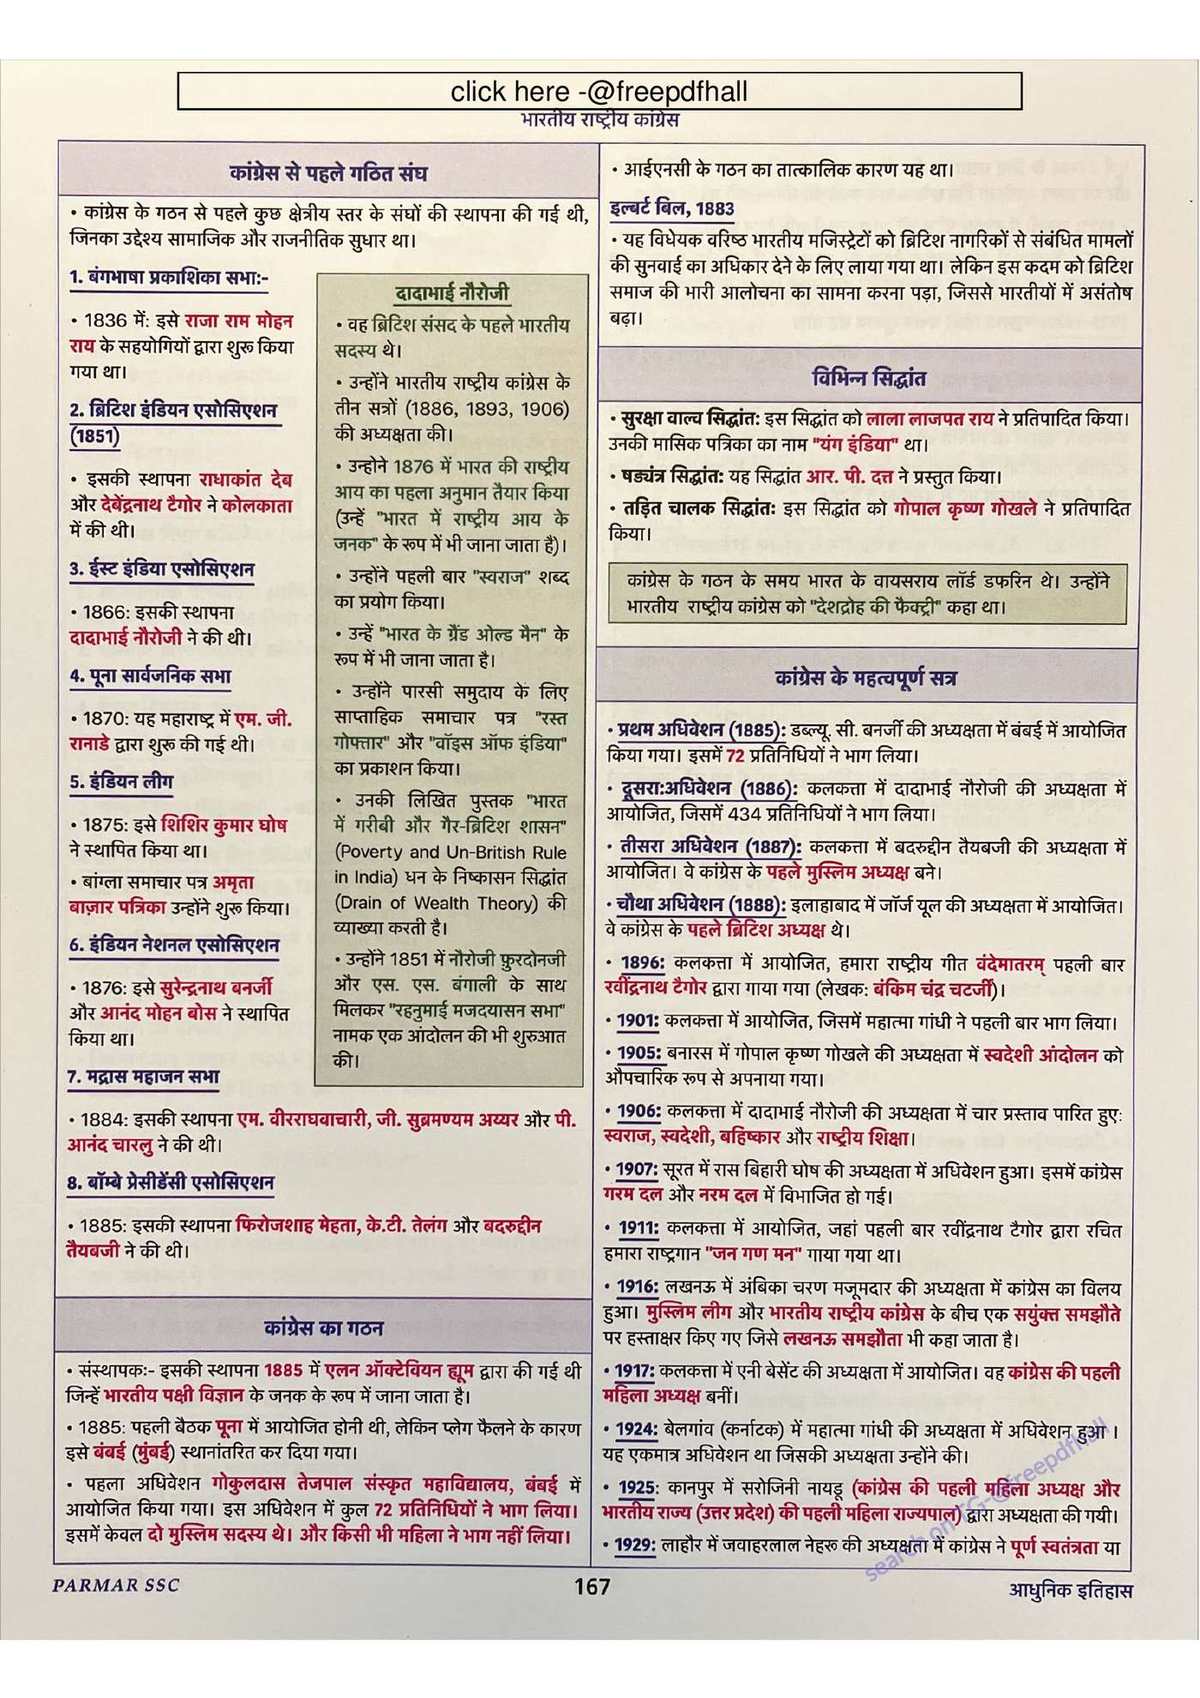 click here -@freepdfhall
भारतीय राष्ट्रीय कांग्रेस
कांग्रेस से पहले गठित संघ
• कांग्रेस के गठन से पहले कुछ क्षेत्रीय स्तर के संघों की स्थापना की गई थी,
जिनका उद्देश्य सामाजिक और राजनीतिक सुधार था।
1. बंगभाषा प्रकाशिका सभाः-
• 1836 में: इसे राजा राम मोहन
राय के सहयोगियों द्वारा शुरू किया
गया था।
2. ब्रिटिश इंडियन एसोसिएशन
(1851)
• इसकी स्थापना राधाकांत देब
और देबेंद्रनाथ टैगोर ने कोलकाता
में की थी।
3. ईस्ट इंडिया एसोसिएशन
• 1866: इसकी स्थापना
दादाभाई नौरोजी ने की थी।
4. पूना सार्वजनिक सभा
• 1870: यह महाराष्ट्र में एम. जी.
रानाडे द्वारा शुरू की गई थी।
5. इंडियन लीग
• 1875: इसे शिशिर कुमार घोष
ने स्थापित किया था।
• बांग्ला समाचार पत्र अमृता
बाज़ार पत्रिका उन्होंने शुरू किया।
6. इंडियन नेशनल एसोसिएशन
• 1876: इसे सुरेन्द्रनाथ बनर्जी
और आनंद मोहन बोस ने स्थापित
किया था।
7. मद्रास महाजन सभा
• 1884: इसकी स्थापना एम. वीरराघवाचारी, जी. सुब्रमण्यम अय्यर और पी.
आनंद चारलु ने की थी।
8. बॉम्बे प्रेसीडेंसी एसोसिएशन
• 1885: इसकी स्थापना फिरोजशाह मेहता, के.टी. तेलंग और बदरुद्दीन
तैयबजी ने की थी।
दादाभाई नौरोजी
• वह ब्रिटिश संसद के पहले भारतीय
सदस्य थे।
• उन्होंने भारतीय राष्ट्रीय कांग्रेस के
तीन सत्रों (1886, 1893, 1906)
की अध्यक्षता की।
• उन्होने 1876 में भारत की राष्ट्रीय
आय का पहला अनुमान तैयार किया
(उन्हें "भारत में राष्ट्रीय आय के
जनक" के रूप में भी जाना जाता है)।
• उन्होंने पहली बार "स्वराज" शब्द
का प्रयोग किया।
• उन्हें "भारत के ग्रैंड ओल्ड मैन" के
रूप में भी जाना जाता है।
• उन्होंने पारसी समुदाय के लिए
साप्ताहिक समाचार पत्र "रस्त
गोफ्तार" और "वॉइस ऑफ इंडिया"
का प्रकाशन किया।
• उनकी लिखित पुस्तक "भारत
में गरीबी और गैर-ब्रिटिश शासन"
(Poverty and Un-British Rule
in India) धन के निष्कासन सिद्धांत
(Drain of Wealth Theory) की
व्याख्या करती है।
• उन्होंने 1851 में नौरोजी फ़ुरदोनजी
और एस. एस. बंगाली के साथ
मिलकर "रहनुमाई मजदयासन सभा"
नामक एक आंदोलन की भी शुरुआत
की।
कांग्रेस का गठन
• संस्थापकः- इसकी स्थापना 1885 में एलन ऑक्टेवियन ह्यूम द्वारा की गई थी
जिन्हें भारतीय पक्षी विज्ञान के जनक के रूप में जाना जाता है।
• 1885: पहली बैठक पूना में आयोजित होनी थी, लेकिन प्लेग फैलने के कारण
इसे बंबई (मुंबई) स्थानांतरित कर दिया गया।
• पहला अधिवेशन गोकुलदास तेजपाल संस्कृत महाविद्यालय, बंबई में
आयोजित किया गया। इस अधिवेशन में कुल 72 प्रतिनिधियों ने भाग लिया।
इसमें केवल दो मुस्लिम सदस्य थे। और किसी भी महिला ने भाग नहीं लिया।
• आईएनसी के गठन का तात्कालिक कारण यह था।
इल्बर्ट बिल, 1883
• यह विधेयक वरिष्ठ भारतीय मजिस्ट्रेटों को ब्रिटिश नागरिकों से संबंधित मामलों
की सुनवाई का अधिकार देने के लिए लाया गया था। लेकिन इस कदम को ब्रिटिश
समाज की भारी आलोचना का सामना करना पड़ा, जिससे भारतीयों में असंतोष
बढ़ा।
विभिन्न सिद्धांत
• सुरक्षा वाल्व सिद्धांत: इस सिद्धांत को लाला लाजपत राय ने प्रतिपादित किया।
उनकी मासिक पत्रिका का नाम "यंग इंडिया" था।
• षड्यंत्र सिद्धांत: यह सिद्धांत आर. पी. दत्त ने प्रस्तुत किया।
• तड़ित चालक सिद्धांत: इस सिद्धांत को गोपाल कृष्ण गोखले ने प्रतिपादित
किया।
कांग्रेस के गठन के समय भारत के वायसराय लॉर्ड डफरिन थे। उन्होंने
भारतीय राष्ट्रीय कांग्रेस को "देशद्रोह की फैक्ट्री" कहा था।
कांग्रेस के महत्वपूर्ण सत्र
• प्रथम अधिवेशन (1885): डब्ल्यू. सी. बनर्जी की अध्यक्षता में बंबई में आयोजित
किया गया। इसमें 72 प्रतिनिधियों ने भाग लिया।
• दूसरा:अधिवेशन (1886): कलकत्ता में दादाभाई नौरोजी की अध्यक्षता में
आयोजित, जिसमें 434 प्रतिनिधियों ने भाग लिया।
• तीसरा अधिवेशन (1887): कलकत्ता में बदरुद्दीन तैयबजी की अध्यक्षता में
आयोजित। वे कांग्रेस के पहले मुस्लिम अध्यक्ष बने।
• चौथा अधिवेशन (1888): इलाहाबाद में जॉर्ज यूल की अध्यक्षता में आयोजित।
वे कांग्रेस के पहले ब्रिटिश अध्यक्ष थे।
• 1896: कलकत्ता में आयोजित, हमारा राष्ट्रीय गीत वंदेमातरम् पहली बार
रवींद्रनाथ टैगोर द्वारा गाया गया (लेखक: बंकिम चंद्र चटर्जी)।
• 1901: कलकत्ता में आयोजित, जिसमें महात्मा गांधी ने पहली बार भाग लिया।
• 1905: बनारस में गोपाल कृष्ण गोखले की अध्यक्षता में स्वदेशी आंदोलन को
औपचारिक रूप से अपनाया गया।
• 1906: कलकत्ता में दादाभाई नौरोजी की अध्यक्षता में चार प्रस्ताव पारित हुए:
स्वराज, स्वदेशी, बहिष्कार और राष्ट्रीय शिक्षा।
• 1907: सूरत में रास बिहारी घोष की अध्यक्षता में अधिवेशन हुआ। इसमें कांग्रेस
गरम दल और नरम दल में विभाजित हो गई।
• 1911: कलकत्ता में आयोजित, जहां पहली बार रवींद्रनाथ टैगोर द्वारा रचित
हमारा राष्ट्रगान "जन गण मन" गाया गया था।
• 1916: लखनऊ में अंबिका चरण मजूमदार की अध्यक्षता में कांग्रेस का विलय
हुआ। मुस्लिम लीग और भारतीय राष्ट्रीय कांग्रेस के बीच एक सयुंक्त समझौते
पर हस्ताक्षर किए गए जिसे लखनऊ समझौता भी कहा जाता है।
• 1917: कलकत्ता में एनी बेसेंट की अध्यक्षता में आयोजित। वह कांग्रेस की पहली
महिला अध्यक्ष बनीं।
• 1924: बेलगांव (कर्नाटक) में महात्मा गांधी की अध्यक्षता में अधिवेशन हुआ ।
यह एकमात्र अधिवेशन था जिसकी अध्यक्षता उन्होंने की।
• 1925: कानपुर में सरोजिनी नायडू (कांग्रेस की पहली महिला अध्यक्ष और
भारतीय राज्य (उत्तर प्रदेश) की पहली महिला राज्यपाल) द्वारा अध्यक्षता की गयी।
• 1929: लाहौर में जवाहरलाल नेहरू की अध्यक्षता में कांग्रेस ने पूर्ण स्वतंत्रता या
search on TG-@freepdfhall
PARMAR SSC
167
आधुनिक इतिहास